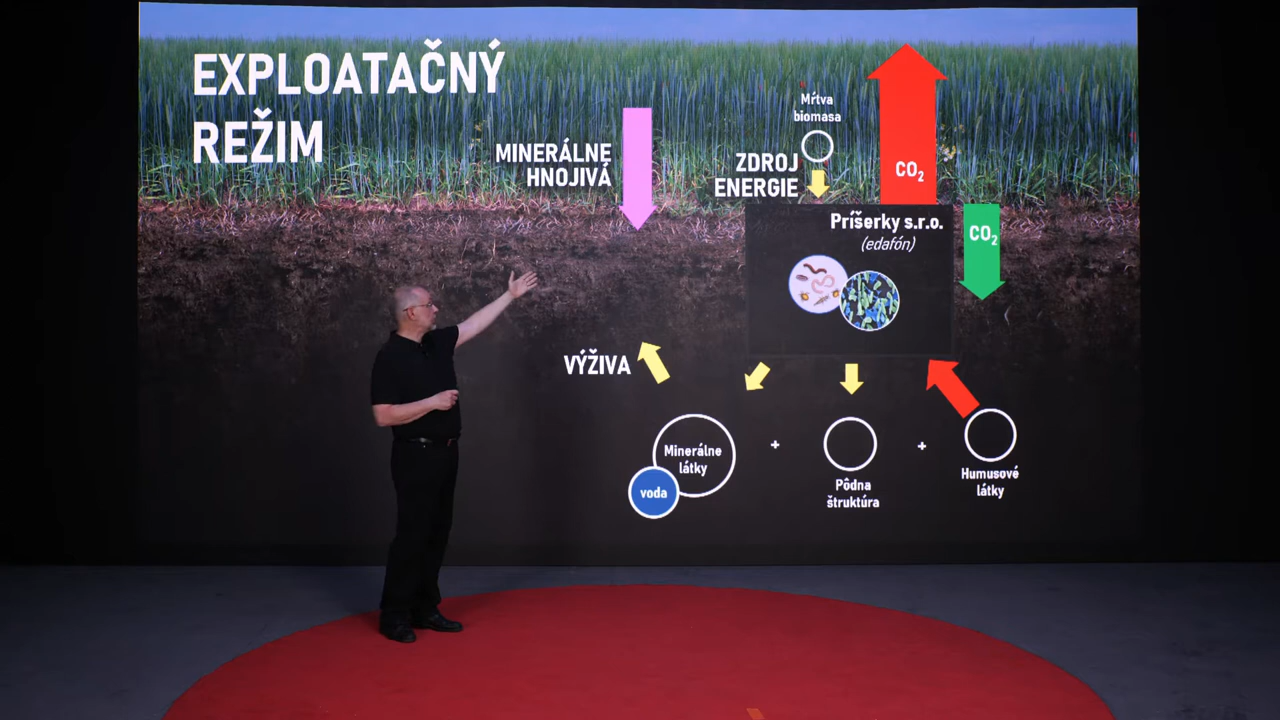 EXPLOATAČNÝ
REŽIM
MINERÁLNE
HNOJIVÁ
Mŕtva
biomasa
ZDROJ
ENERGIE
CO₂
Príšerky s.r.o.
(edafón)
CO₂
VÝŽIVA
Minerálne
látky
voda
+
Pôdna
štruktúra
+
Humusové
látky